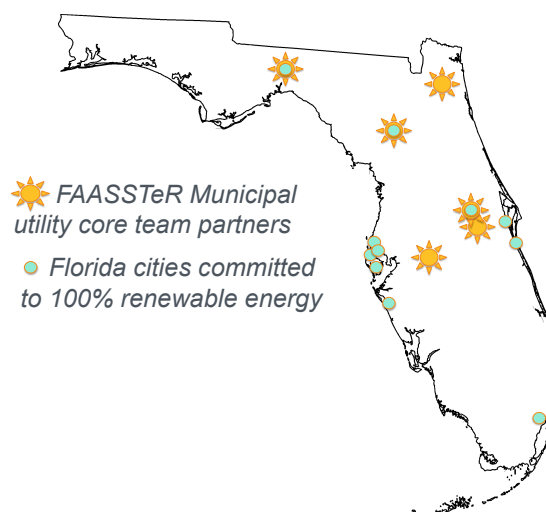 FAASSTeR Municipal
utility core team partners
Florida cities committed
to 100% renewable energy